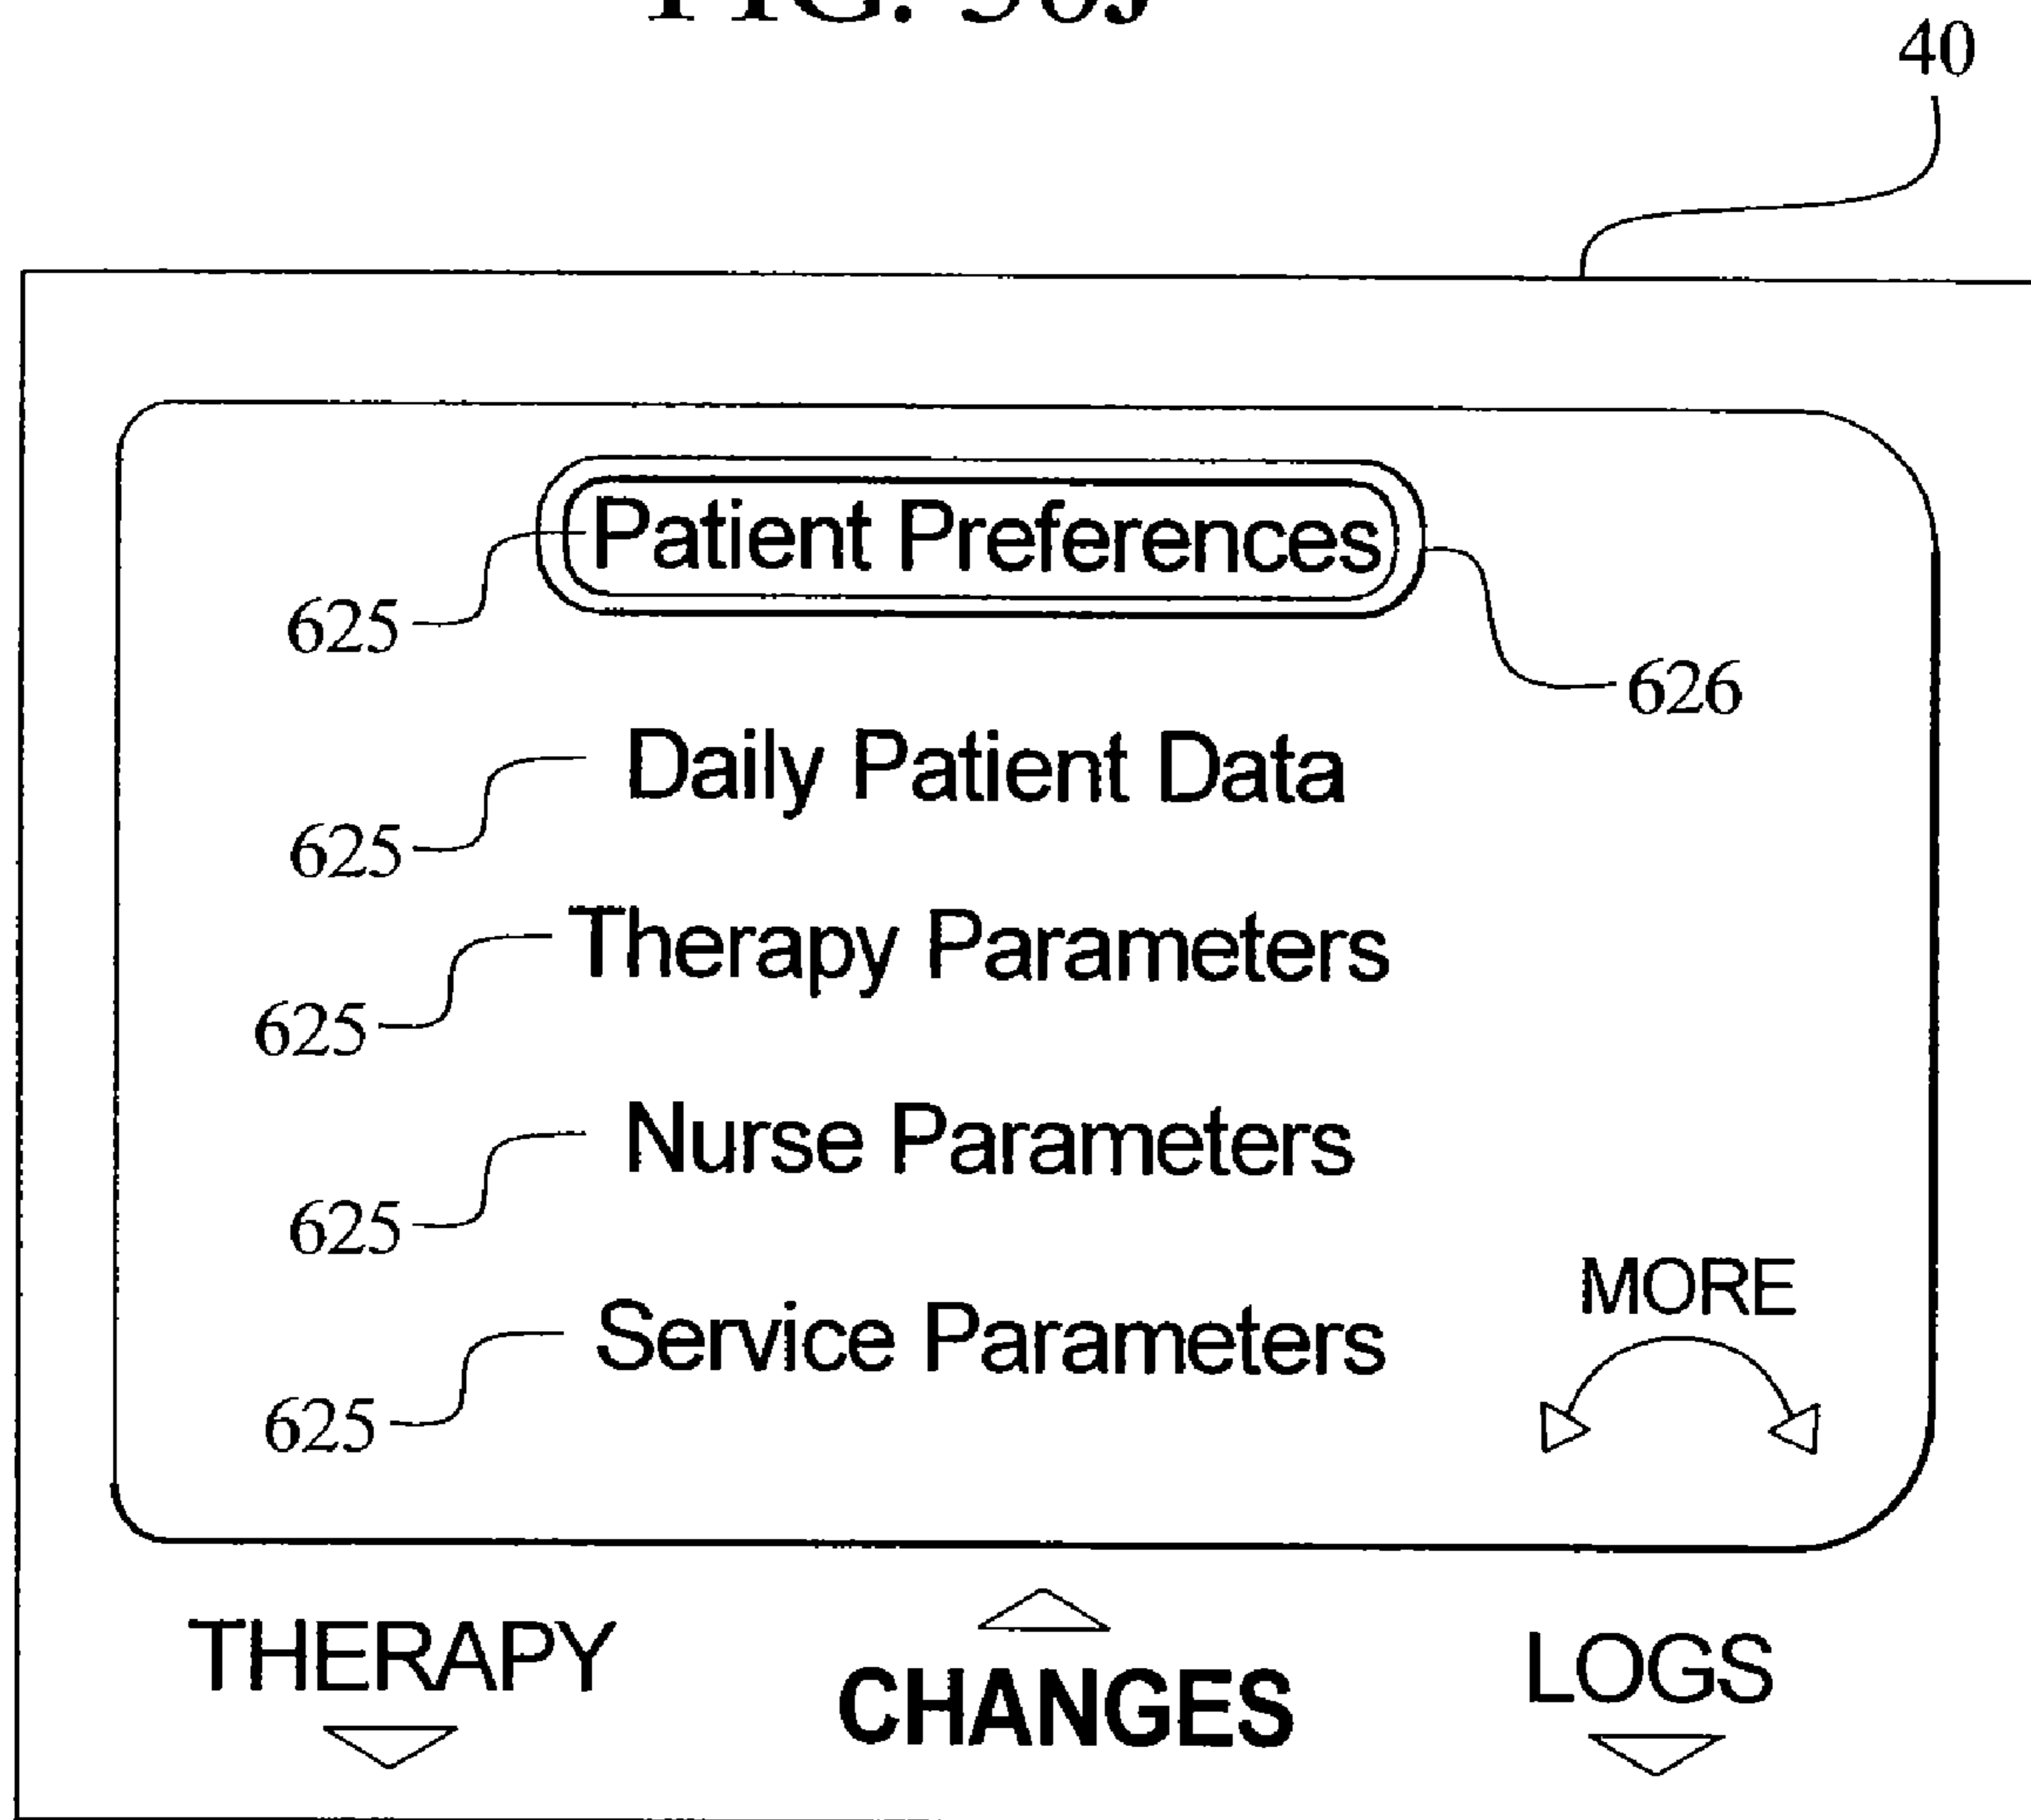 FIG.
40
Patient Preferences
625
626
Daily Patient Data
625
Therapy Parameters
625
Nurse Parameters
625
MORE
Service Parameters
625
THERAPY
CHANGES
LOGS